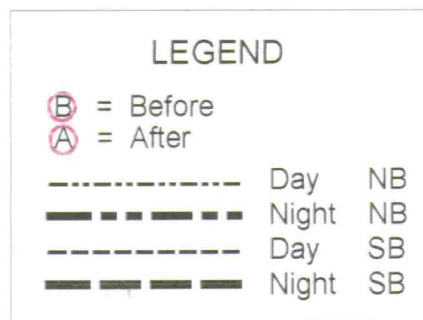 LEGEND
B = Before
A = After
Day NB
Night NB
Day SB
Night SB